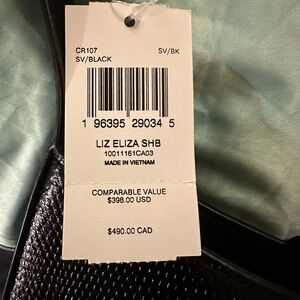 CR107 SV/BK
SV/BLACK
1 96395 29034 5
LIZ ELIZA SHB
10011161CA03
MADE IN VIETNAM
COMPARABLE VALUE
$398.00 USD
$490.00 CAD